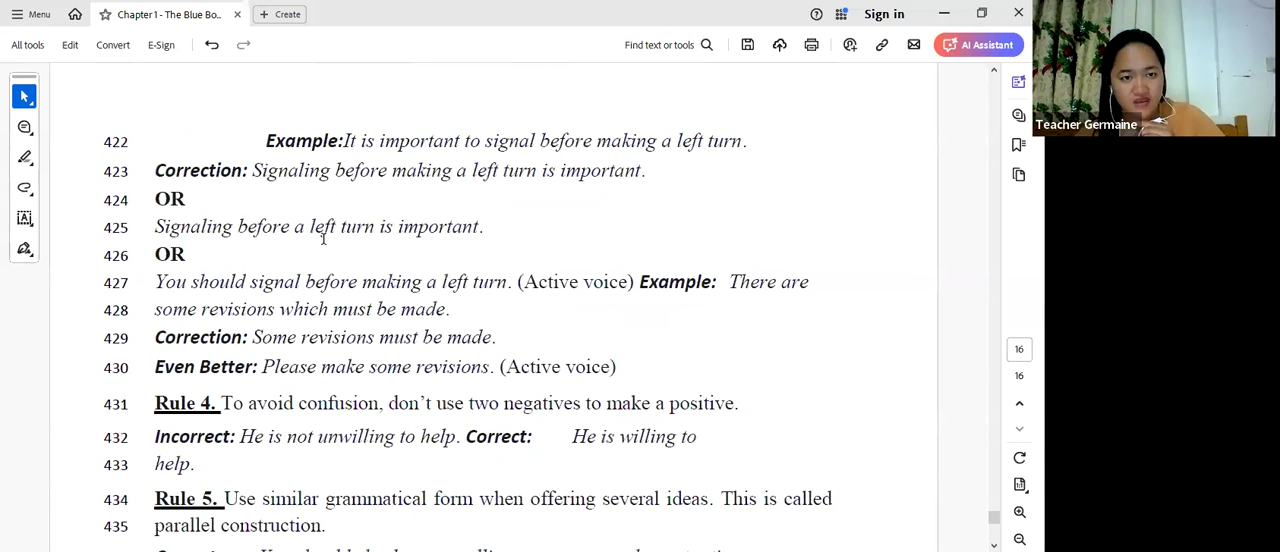 Menu
Chapter1 - The Blue Bo...
Create
Sign in
All tools
Edit
Convert
E-Sign
Find text or tools
AI Assistant
Teacher Germaine
422 Example:It is important to signal before making a left turn.
423 Correction: Signaling before making a left turn is important.
424 OR
425 Signaling before a left turn is important.
426 OR
427 You should signal before making a left turn. (Active voice) Example: There are
428 some revisions which must be made.
429 Correction: Some revisions must be made.
430 Even Better: Please make some revisions. (Active voice)
431 Rule 4. To avoid confusion, don't use two negatives to make a positive.
432 Incorrect: He is not unwilling to help. Correct: He is willing to
433 help.
434 Rule 5. Use similar grammatical form when offering several ideas. This is called
435 parallel construction.
16
16